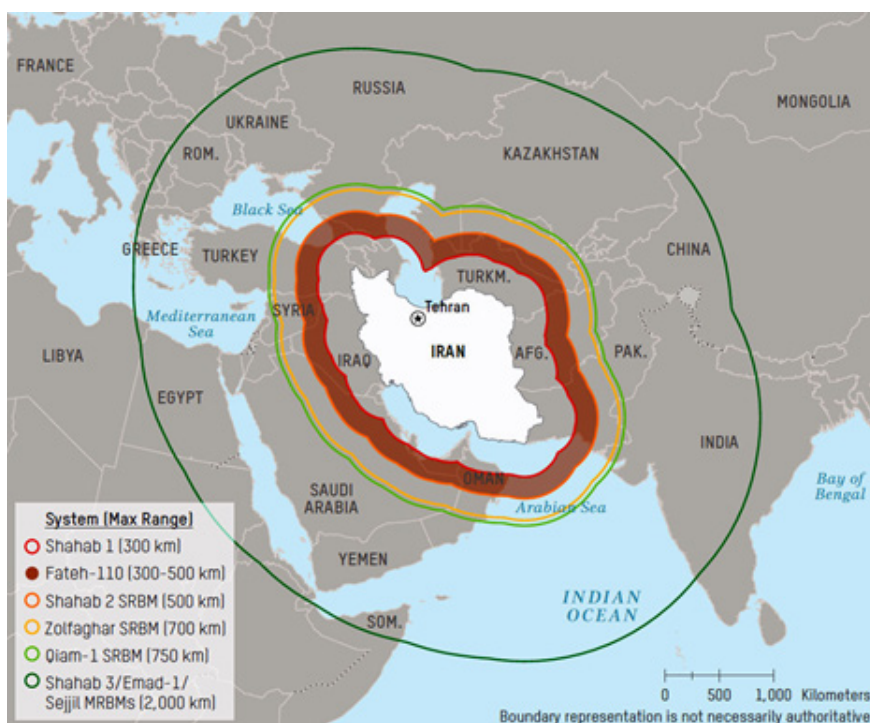 FRANCE
RUSSIA
MONGOLIA
UKRAINE
KAZAKHSTAN
ROM.
Black Sea
CHINA
GREECE
TURKEY
TURKM.
Tehran
SYRIA
Mediterranean
Sea
IRAN
AFG.
PAK.
IRAQ
LIBYA
EGYPT
INDIA
OMAN
Bay of
Bengal
SAUDI
ARABIA
Arabian Sea
YEMEN
INDIAN
OCEAN
SOM.
System (Max Range)
Shahab 1 (300 km)
Fateh-110 (300-500 km)
Shahab 2 SRBM (500 km)
Zolfaghar SRBM (700 km)
Qiam-1 SRBM (750 km)
Shahab 3/Emad-1/
Sejjil MRBMs (2,000 km)
0 500 1,000 Kilometers
Boundary representation is not necessarily authoritative